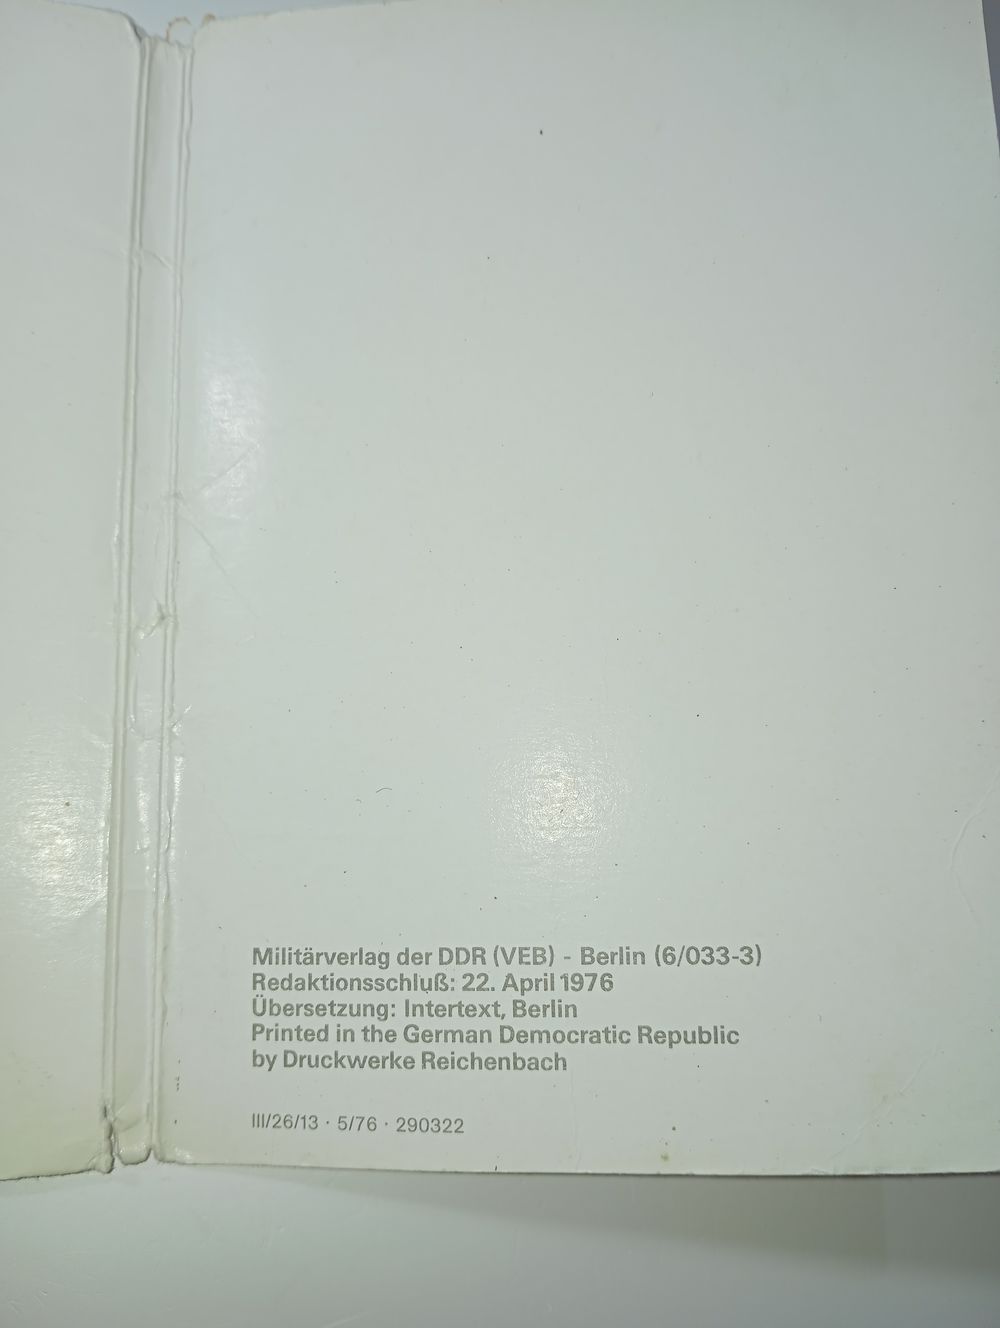 Militärverlag der DDR (VEB) - Berlin (6/033-3)
Redaktionsschluß: 22. April 1976
Übersetzung: Intertext, Berlin
Printed in the German Democratic Republic
by Druckwerke Reichenbach
III/26/13 · 5/76 · 290322